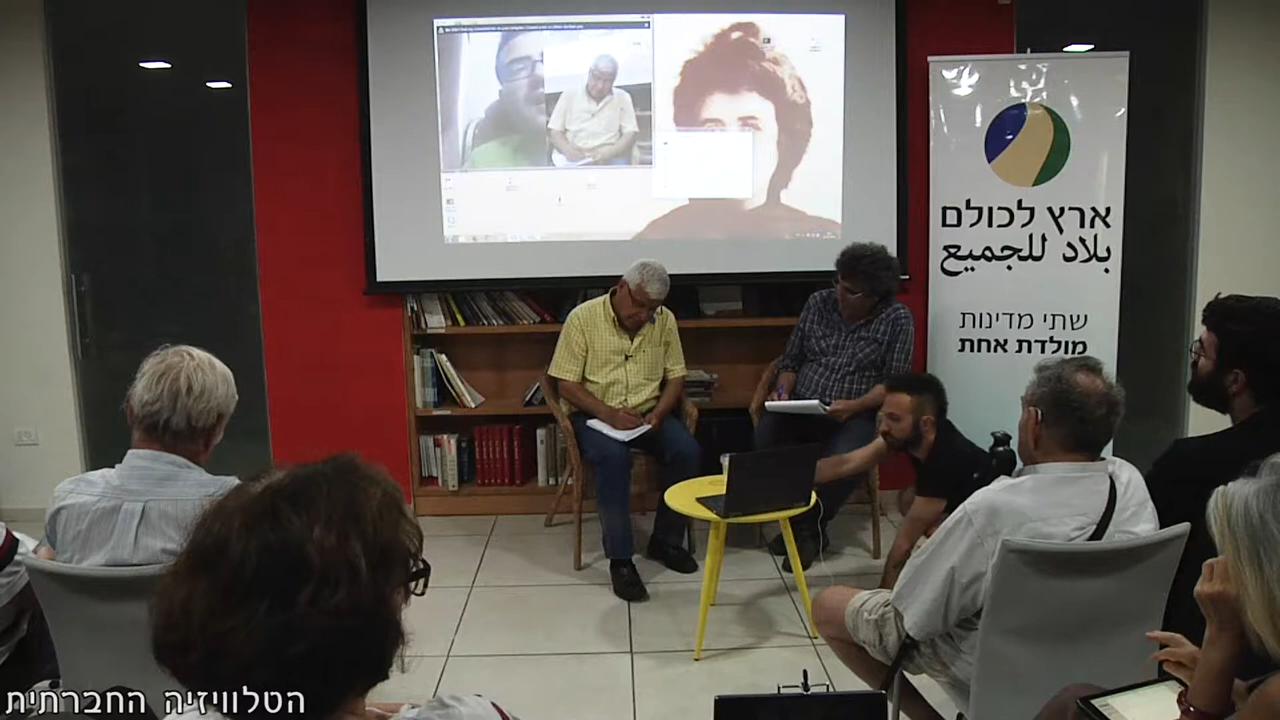 ארץ לכולם
بلاد للجميع
שתי מדינות
מולדת אחת
הטלוויזיה החברתית